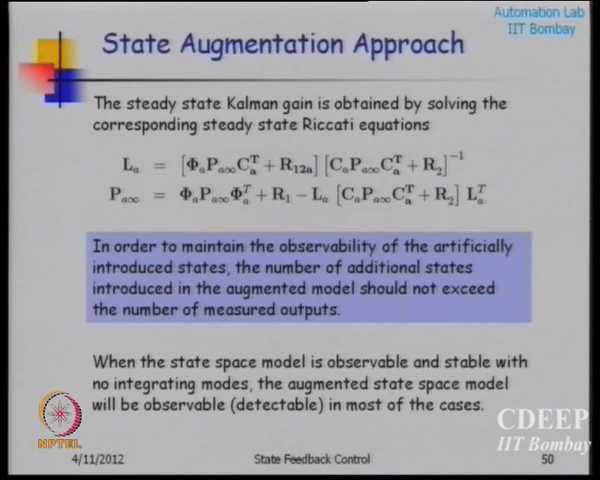 Automation Lab
IIT Bombay
State Augmentation Approach
The steady state Kalman gain is obtained by solving the
corresponding steady state Riccati equations
L_a = [Φ_a P_a∞ C_a^T + R_12a] [C_a P_a∞ C_a^T + R_2]^-1
P_a∞ = Φ_a P_a∞ Φ_a^T + R_1 - L_a [C_a P_a∞ C_a^T + R_2] L_a^T
In order to maintain the observability of the artificially
introduced states, the number of additional states
introduced in the augmented model should not exceed
the number of measured outputs.
When the state space model is observable and stable with
no integrating modes, the augmented state space model
will be observable (detectable) in most of the cases.
NPTEL
CDEEP
IIT Bombay
4/11/2012
State Feedback Control
50